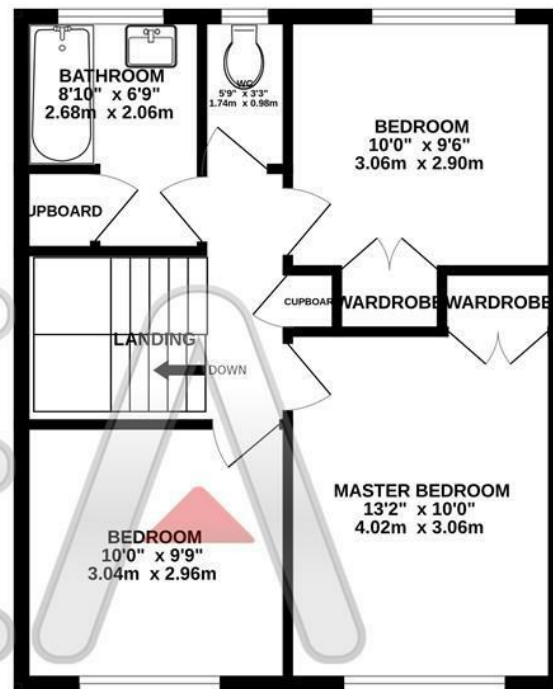 BATHROOM
8'10" x 6'9"
2.68m x 2.06m
WC
5'9" x 3'3"
1.74m x 0.98m
BEDROOM
10'0" x 9'6"
3.06m x 2.90m
UPBOARD
CUPBOAR
WARDROBE
WARDROBE
LANDING
DOWN
MASTER BEDROOM
13'2" x 10'0"
4.02m x 3.06m
BEDROOM
10'0" x 9'9"
3.04m x 2.96m